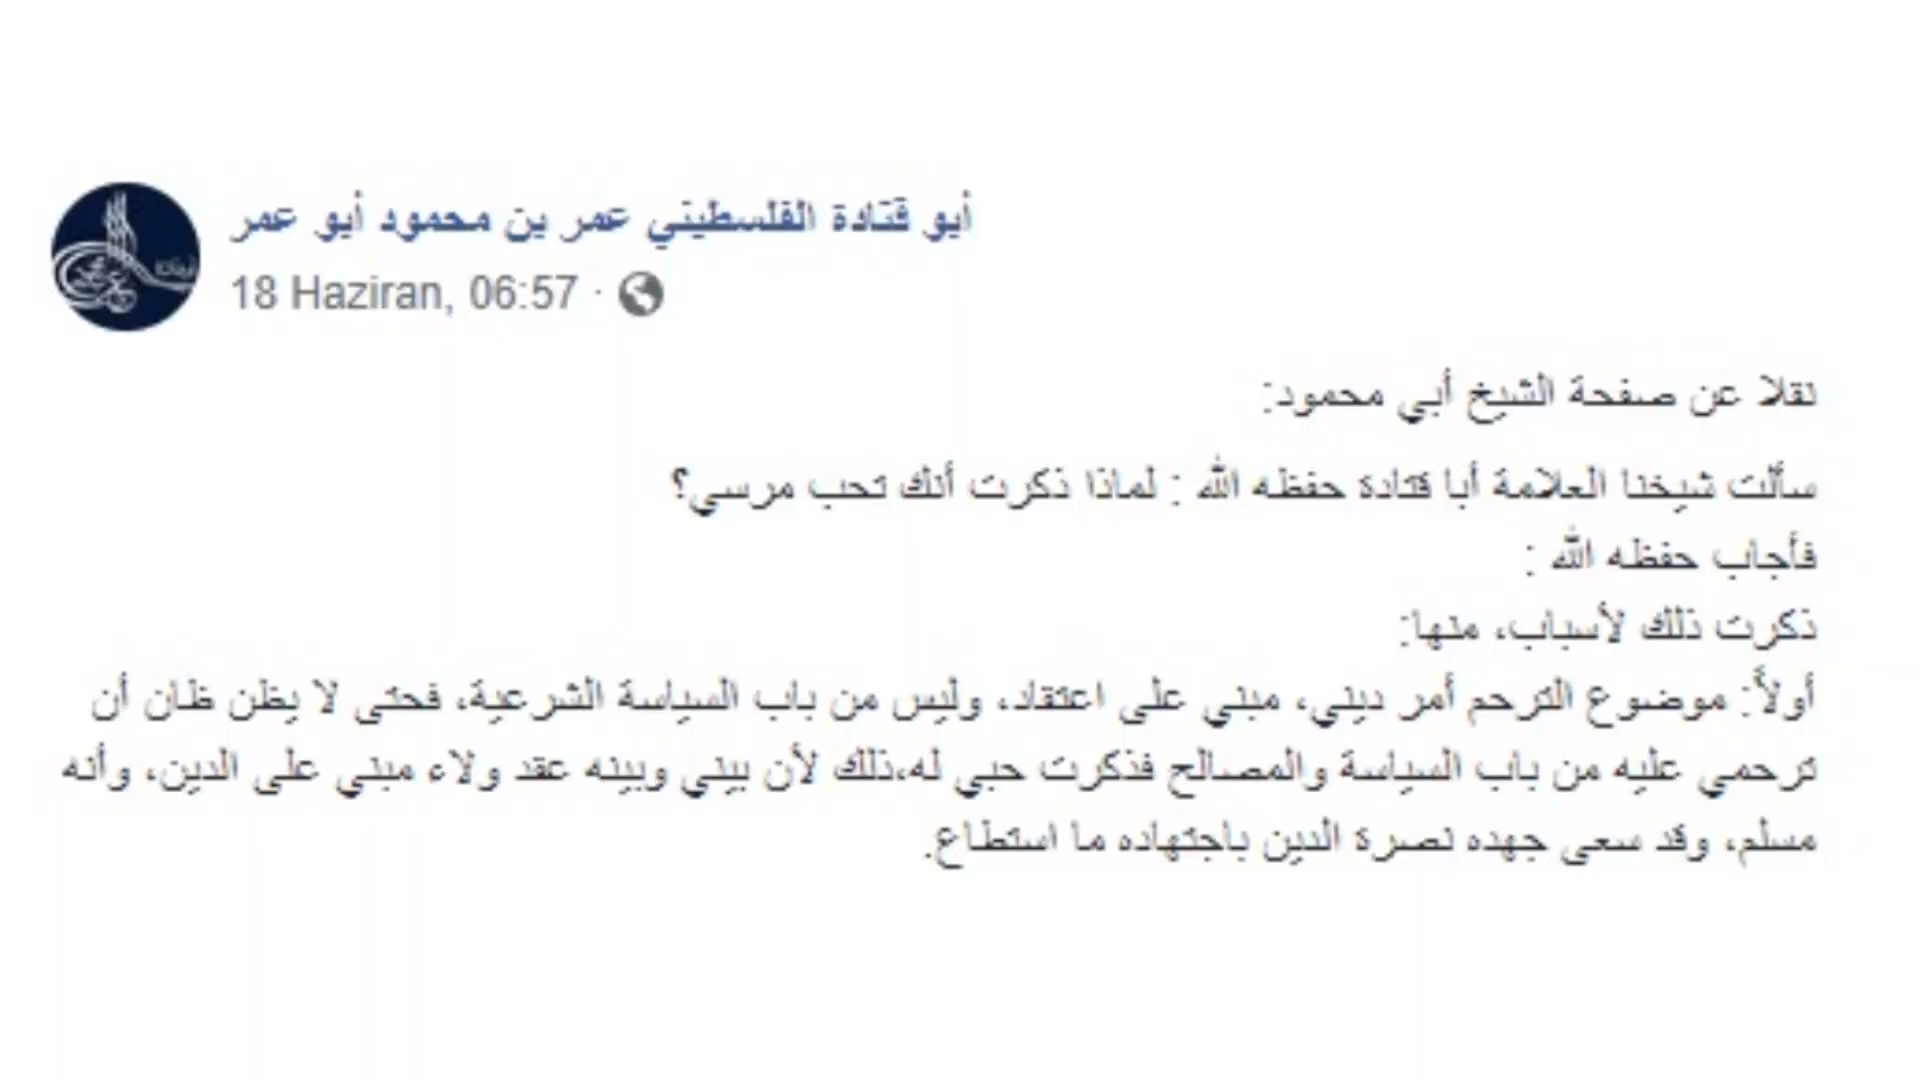 أبو قتادة الفلسطيني عمر بن محمود أبو عمر
18 Haziran, 06:57 ·
نقلا عن صفحة الشيخ أبي محمود:
سألت شيخنا العلامة أبا قتادة حفظه الله : لماذا ذكرت أنك تحب مرسي؟
فأجاب حفظه الله :
ذكرت ذلك لأسباب، منها:
أولاً: موضوع الترحم أمر ديني، مبني على اعتقاد، وليس من باب السياسة الشرعية، فحتى لا يظن ظان أن
ترحمي عليه من باب السياسة والمصالح فذكرت حبي له،ذلك لأن بيني وبينه عقد ولاء مبني على الدين، وأنه
مسلم، وقد سعى جهده نصرة الدين باجتهاده ما استطاع.